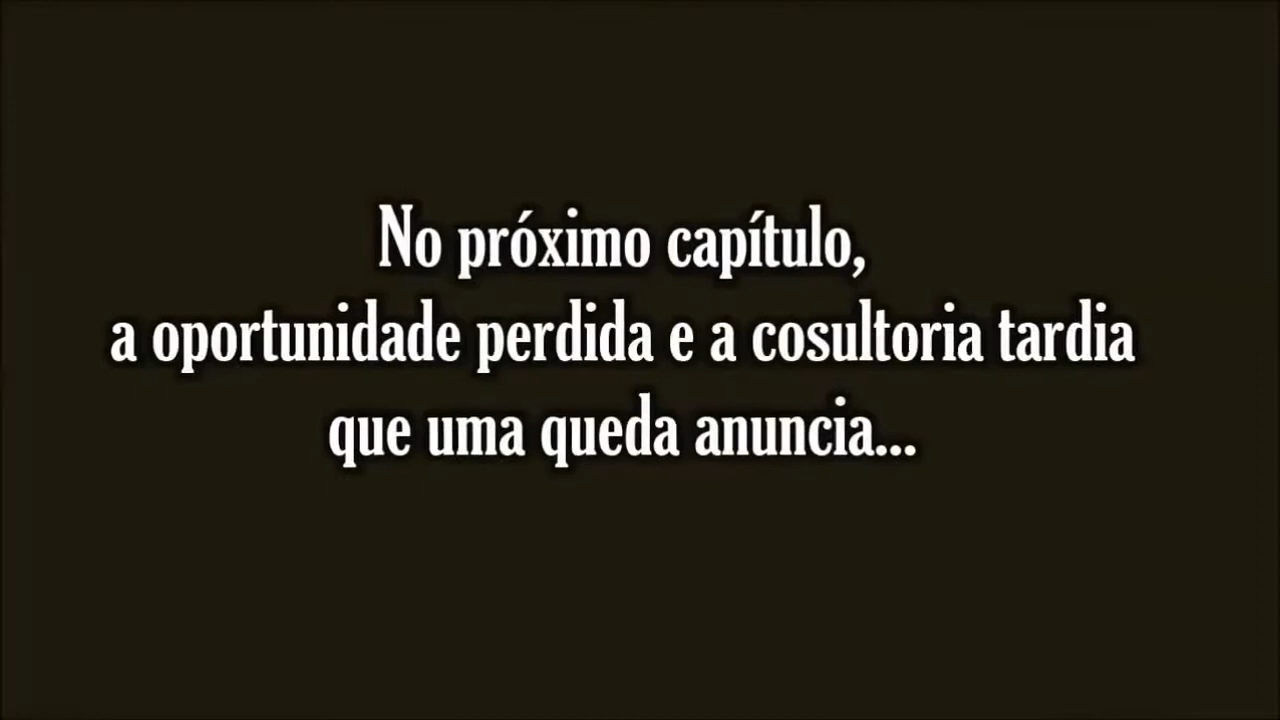 No próximo capítulo,
a oportunidade perdida e a cosultoria tardia
que uma queda anuncia...